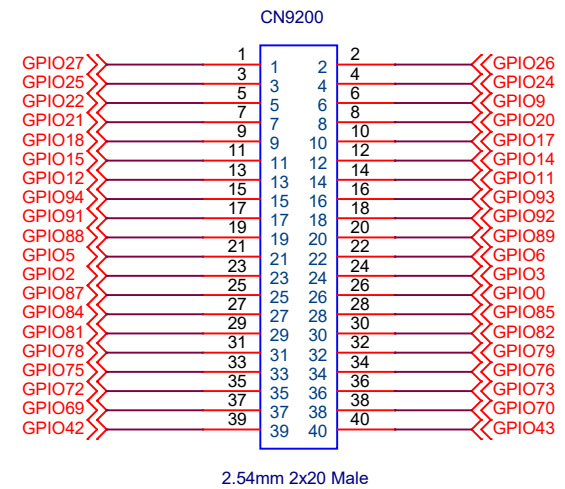 CN9200
GPIO27 1 1 2 2 GPIO26
GPIO25 3 3 4 4 GPIO24
GPIO22 5 5 6 6 GPIO9
GPIO21 7 7 8 8 GPIO20
GPIO18 9 9 10 10 GPIO17
GPIO15 11 11 12 12 GPIO14
GPIO12 13 13 14 14 GPIO11
GPIO94 15 15 16 16 GPIO93
GPIO91 17 17 18 18 GPIO92
GPIO88 19 19 20 20 GPIO89
GPIO5 21 21 22 22 GPIO6
GPIO2 23 23 24 24 GPIO3
GPIO87 25 25 26 26 GPIO0
GPIO84 27 27 28 28 GPIO85
GPIO81 29 29 30 30 GPIO82
GPIO78 31 31 32 32 GPIO79
GPIO75 33 33 34 34 GPIO76
GPIO72 35 35 36 36 GPIO73
GPIO69 37 37 38 38 GPIO70
GPIO42 39 39 40 40 GPIO43
2.54mm 2x20 Male